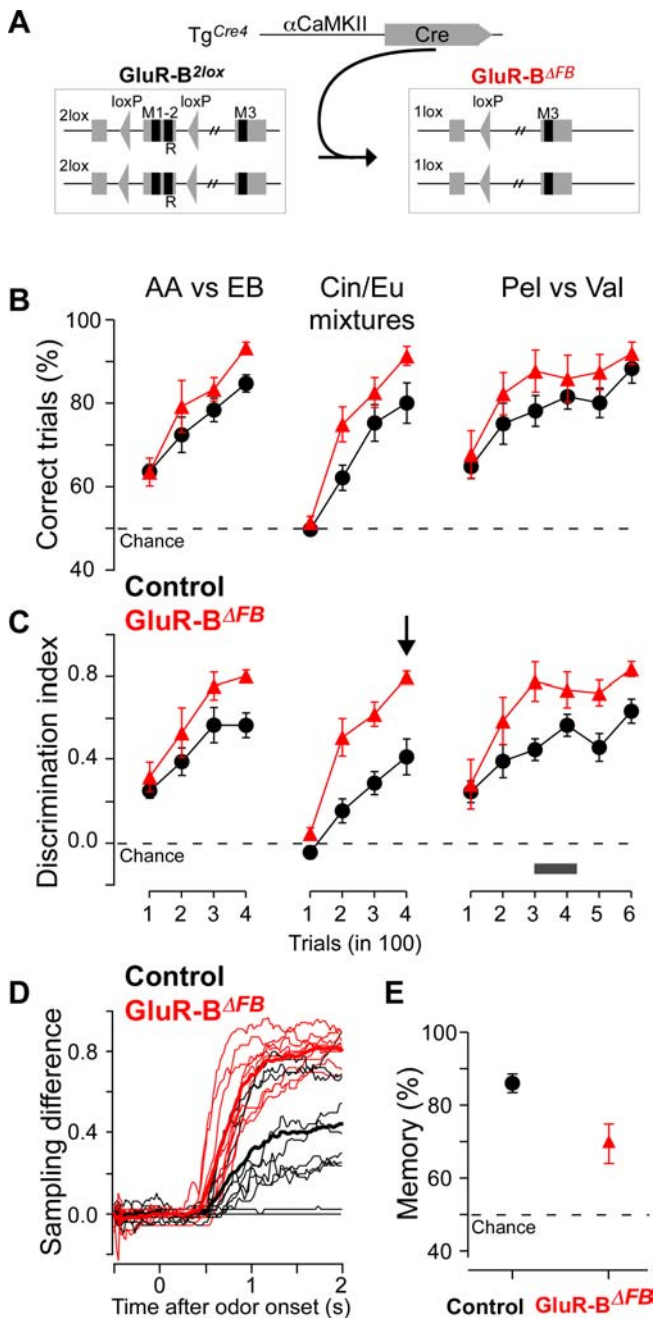 A
Tg^Cre4 αCaMKII Cre
GluR-B^2lox
GluR-B^ΔFB
loxP M1-2 loxP M3
2lox
R
2lox
R
loxP M3
1lox
1lox
B
AA vs EB
Cin/Eu mixtures
Pel vs Val
Correct trials (%)
100
80
60
40
Chance
Control
GluR-B^ΔFB
C
Discrimination index
0.8
0.4
0.0
Chance
1 2 3 4
1 2 3 4
1 2 3 4 5 6
Trials (in 100)
D
Control
GluR-B^ΔFB
Sampling difference
0.8
0.4
0.0
0 1 2
Time after odor onset (s)
E
Memory (%)
100
80
60
40
Chance
Control GluR-B^ΔFB